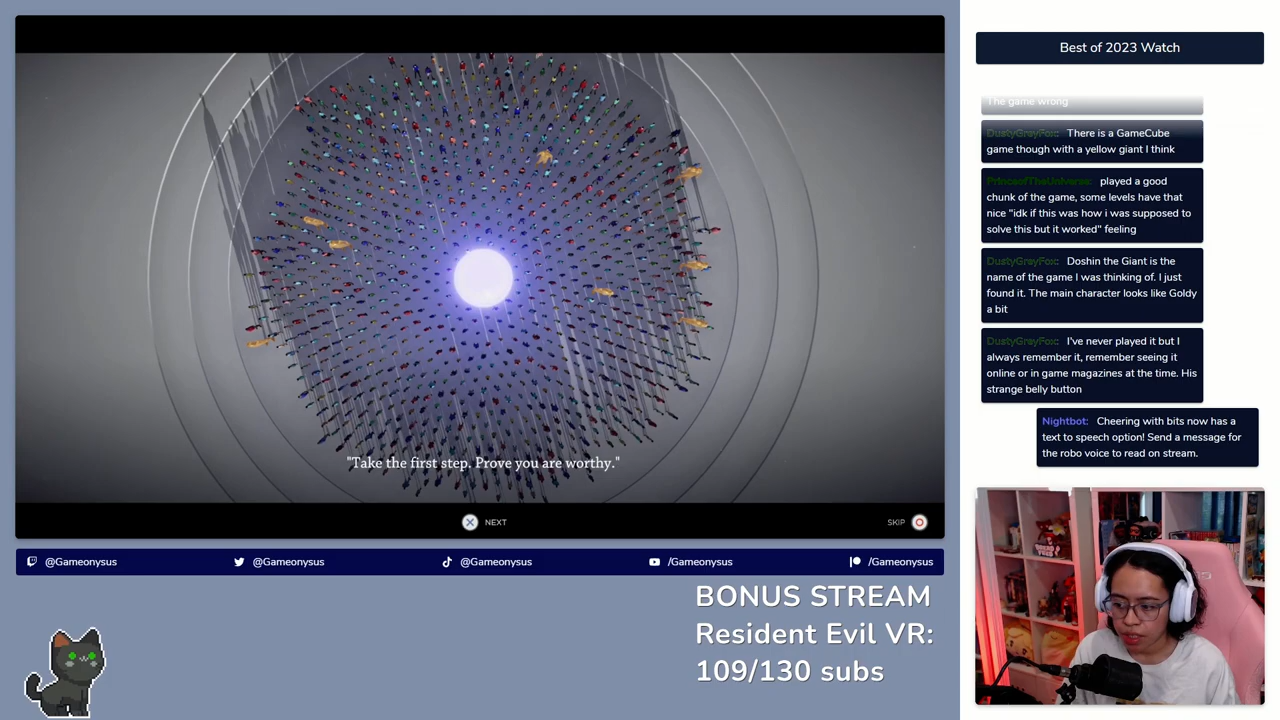 "Take the first step. Prove you are worthy."
NEXT
SKIP
@Gameonysus
@Gameonysus
@Gameonysus
/Gameonysus
/Gameonysus
BONUS STREAM
Resident Evil VR:
109/130 subs
Best of 2023 Watch
The game wrong
DustyGreyFox: There is a GameCube
game though with a yellow giant I think
PrinceofTheUniverse: played a good
chunk of the game, some levels have that
nice "idk if this was how i was supposed to
solve this but it worked" feeling
DustyGreyFox: Doshin the Giant is the
name of the game I was thinking of. I just
found it. The main character looks like Goldy
a bit
DustyGreyFox: I've never played it but I
always remember it, remember seeing it
online or in game magazines at the time. His
strange belly button
Nightbot: Cheering with bits now has a
text to speech option! Send a message for
the robo voice to read on stream.